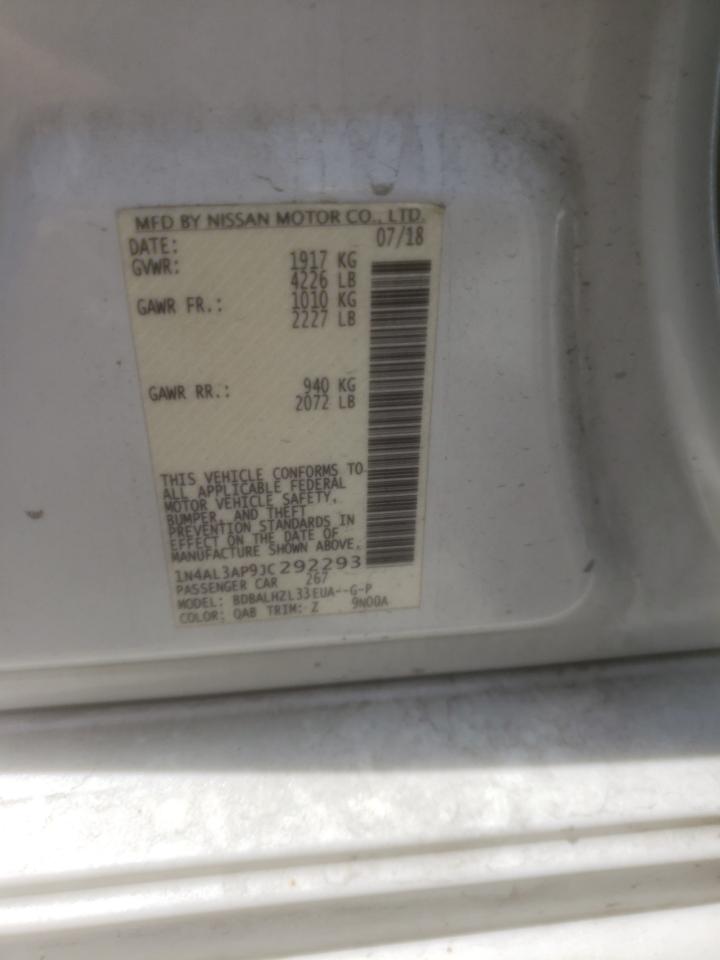 MFD BY NISSAN MOTOR CO., LTD.
DATE: 07/18
GVWR: 1917 KG
4226 LB
GAWR FR.: 1010 KG
2227 LB
GAWR RR.: 940 KG
2072 LB
THIS VEHICLE CONFORMS TO
ALL APPLICABLE FEDERAL
MOTOR VEHICLE SAFETY,
BUMPER, AND THEFT
PREVENTION STANDARDS IN
EFFECT ON THE DATE OF
MANUFACTURE SHOWN ABOVE.
1N4AL3AP9JC292293
PASSENGER CAR 267
MODEL: BDBALHZL33EUA--G-P
COLOR: QAB TRIM: Z 9N00A